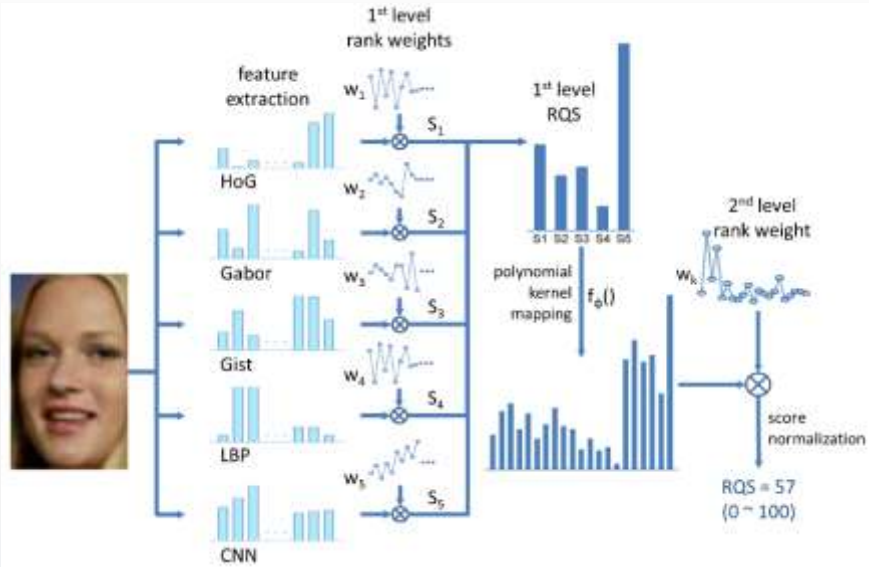 1st level
rank weights
feature
extraction
w1
S1
HoG
w2
S2
Gabor
w3
S3
Gist
w4
S4
LBP
w5
S5
CNN
1st level
RQS
S1 S2 S3 S4 S5
polynomial
kernel
mapping
fϕ()
2nd level
rank weight
wk
score
normalization
RQS = 57
(0 ~ 100)